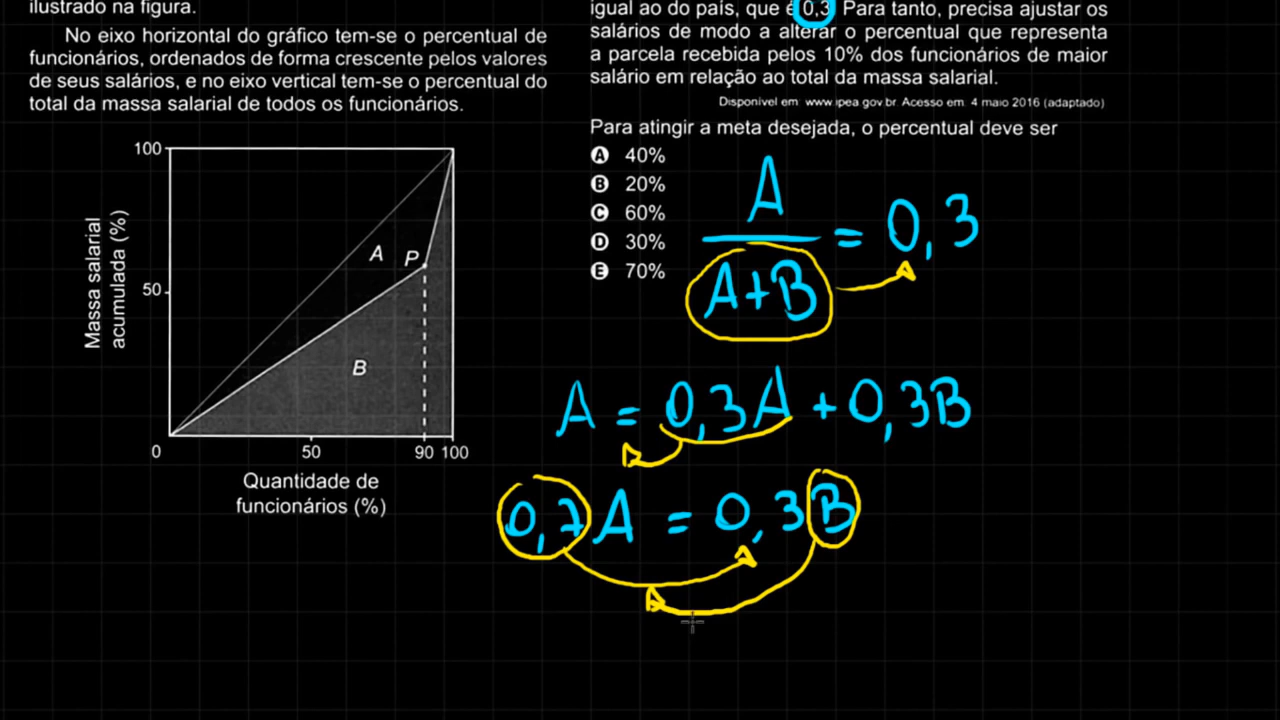 ilustrado na figura.
No eixo horizontal do gráfico tem-se o percentual de
funcionários, ordenados de forma crescente pelos valores
de seus salários, e no eixo vertical tem-se o percentual do
total da massa salarial de todos os funcionários.
100
Massa salarial
acumulada (%)
A
P
50
B
0
50
90
100
Quantidade de
funcionários (%)
igual ao do país, que é 0,3. Para tanto, precisa ajustar os
salários de modo a alterar o percentual que representa
a parcela recebida pelos 10% dos funcionários de maior
salário em relação ao total da massa salarial.
Disponível em: www.ipea.gov.br. Acesso em: 4 maio 2016 (adaptado)
Para atingir a meta desejada, o percentual deve ser
A 40%
B 20%
C 60%
D 30%
E 70%
A
A+B
= 0,3
A = 0,3A + 0,3B
0,7A = 0,3B